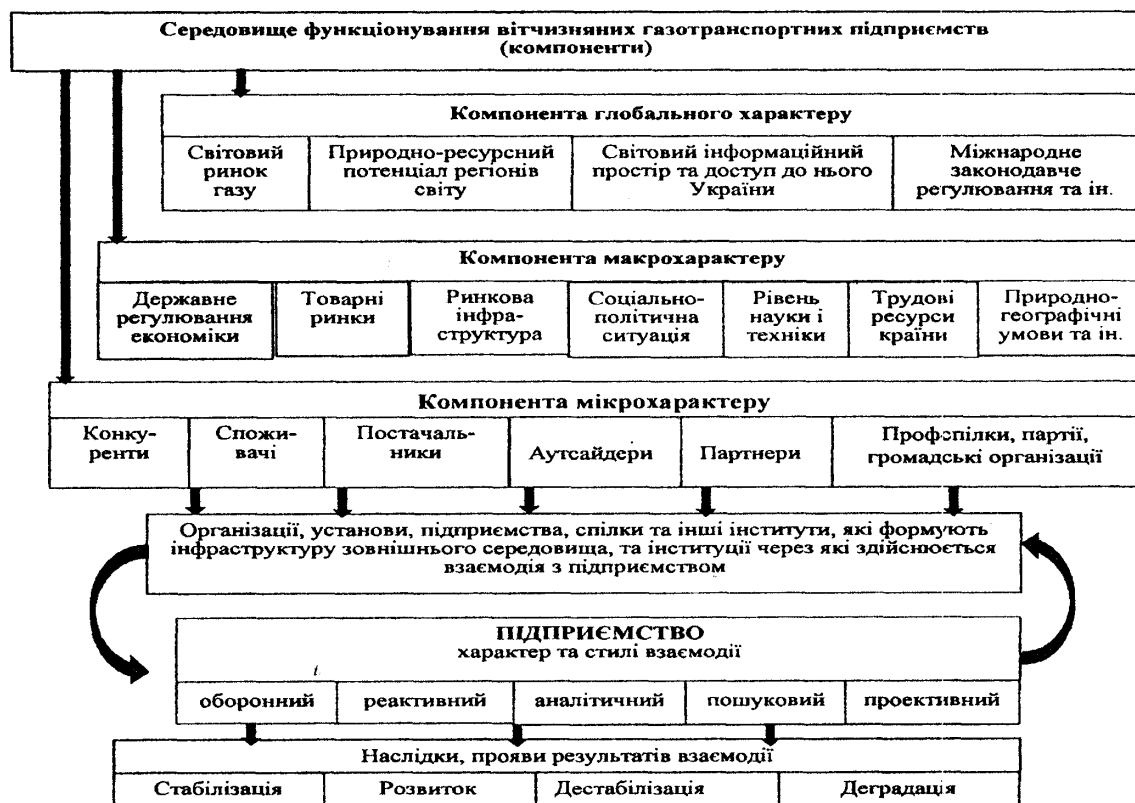 Середовище функціонування вітчизняних газотранспортних підприємств
(компоненти)
Компонента глобального характеру
Світовий
ринок
газу
Природно-ресурсний
потенціал регіонів
світу
Світовий інформаційний
простір та доступ до нього
України
Міжнародне
законодавче
регулювання та ін.
Компонента макрохарактеру
Державне
регулювання
економіки
Товарні
ринки
Ринкова
інфра-
структура
Соціально-
політична
ситуація
Рівень
науки і
техніки
Трудові
ресурси
країни
Природно-
географічні
умови та ін.
Компонента мікрохарактеру
Конку-
ренти
Спожи-
вачі
Постачаль-
ники
Аутсайдери
Партнери
Профспілки, партії,
громадські організації
Організації, установи, підприємства, спілки та інші інститути, які формують
інфраструктуру зовнішнього середовища, та інституції через які здійснюється
взаємодія з підприємством
ПІДПРИЄМСТВО
характер та стилі взаємодії
оборонний
реактивний
аналітичний
пошуковий
проективний
Наслідки, прояви результатів взаємодії
Стабілізація
Розвиток
Дестабілізація
Деградація